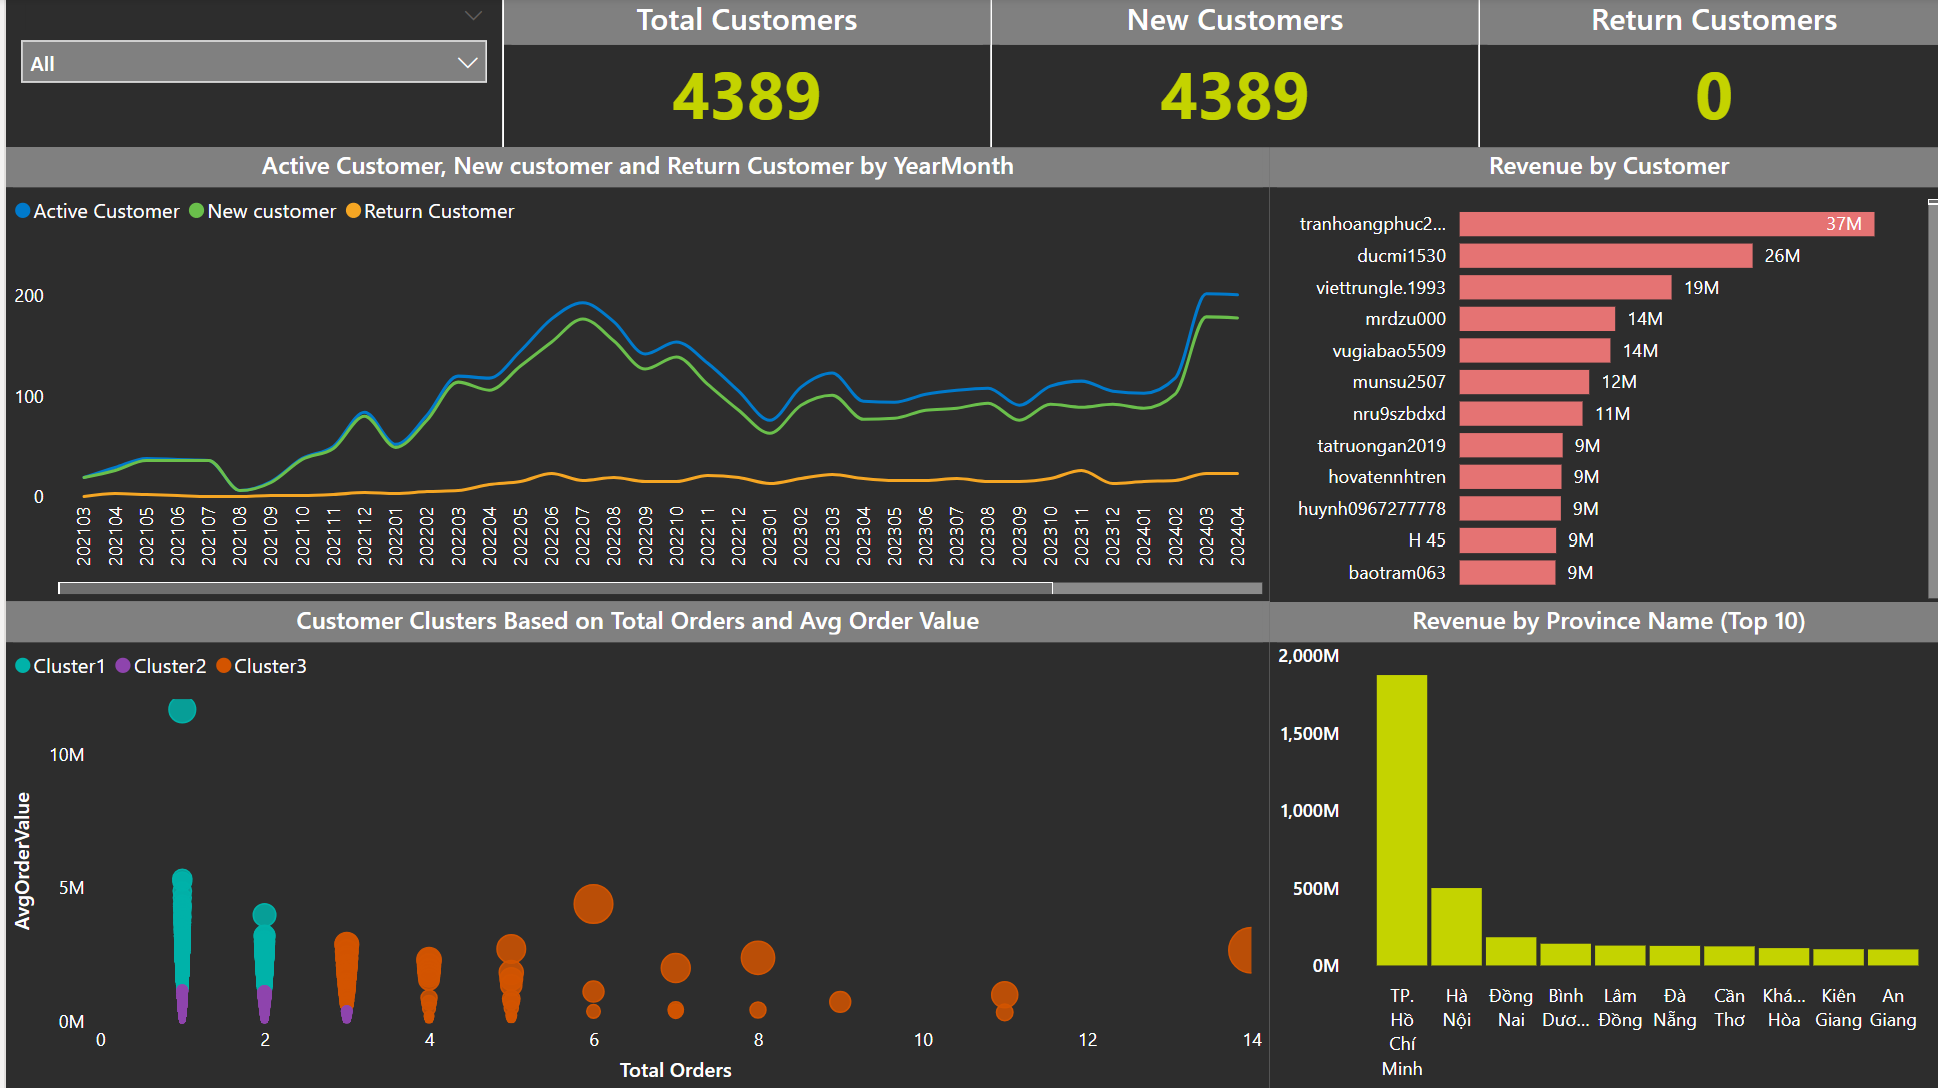 All
Total Customers
4389
New Customers
4389
Return Customers
0
Active Customer, New customer and Return Customer by YearMonth
Active Customer New customer Return Customer
200
100
0
202103 202104 202105 202106 202107 202108 202109 202110 202111 202112 202201 202202 202203 202204 202205 202206 202207 202208 202209 202210 202211 202212 202301 202302 202303 202304 202305 202306 202307 202308 202309 202310 202311 202312 202401 202402 202403 202404
Revenue by Customer
tranhoangphuc2... 37M
ducmi1530 26M
viettrungle.1993 19M
mrdzu000 14M
vugiabao5509 14M
munsu2507 12M
nru9szbdxd 11M
tatruongan2019 9M
hovatennhtren 9M
huynh0967277778 9M
H 45 9M
baotram063 9M
Customer Clusters Based on Total Orders and Avg Order Value
Cluster1 Cluster2 Cluster3
AvgOrderValue
10M
5M
0M
0 2 4 6 8 10 12 14
Total Orders
Revenue by Province Name (Top 10)
2,000M
1,500M
1,000M
500M
0M
TP. Hồ Chí Minh
Hà Nội
Đồng Nai
Bình Dươ...
Lâm Đồng
Đà Nẵng
Cần Thơ
Khá... Hòa
Kiên Giang
An Giang